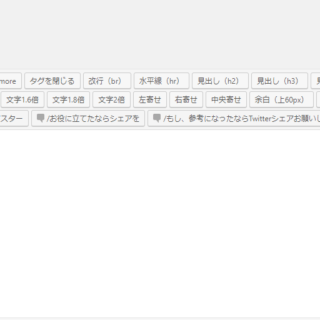 more タグを閉じる 改行（br） 水平線（hr） 見出し（h2） 見出し（h3）
文字1.6倍 文字1.8倍 文字2倍 左寄せ 右寄せ 中央寄せ 余白（上60px）
スター /お役に立てたならシェアを /もし、参考になったならTwitterシェアお願いし